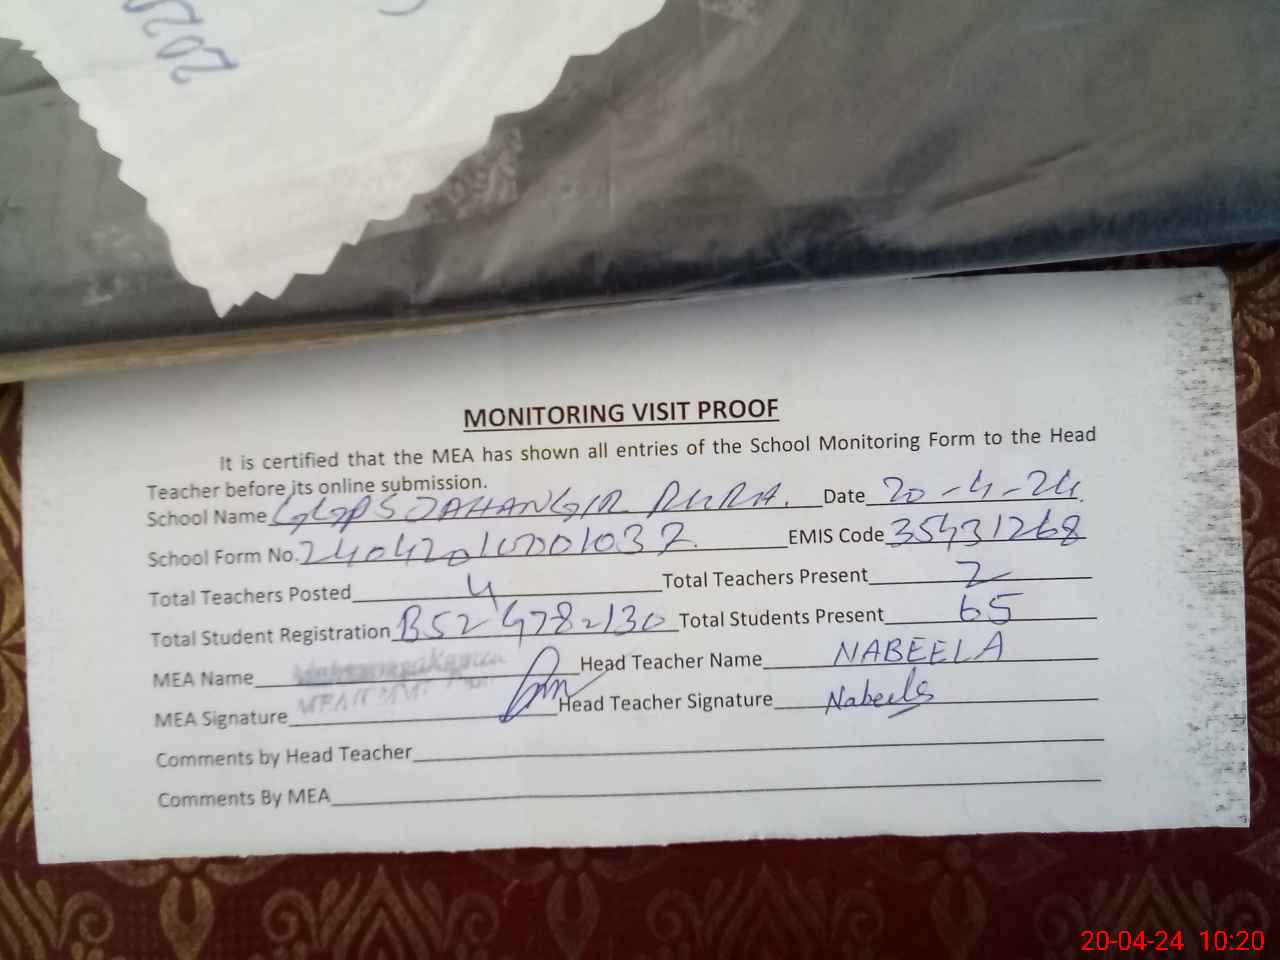 202
MONITORING VISIT PROOF
It is certified that the MEA has shown all entries of the School Monitoring Form to the Head
Teacher before its online submission.
School Name GGPS JAHANGIR PURA. Date 20-4-24.
School Form No. EMIS Code 35431268
Total Teachers Posted 4 Total Teachers Present 2
Total Student Registration B52 G78=130 Total Students Present 65
MEA Name Head Teacher Name NABEELA
MEA Signature Head Teacher Signature Nabeela
Comments by Head Teacher
Comments By MEA
20-04-24 10:20